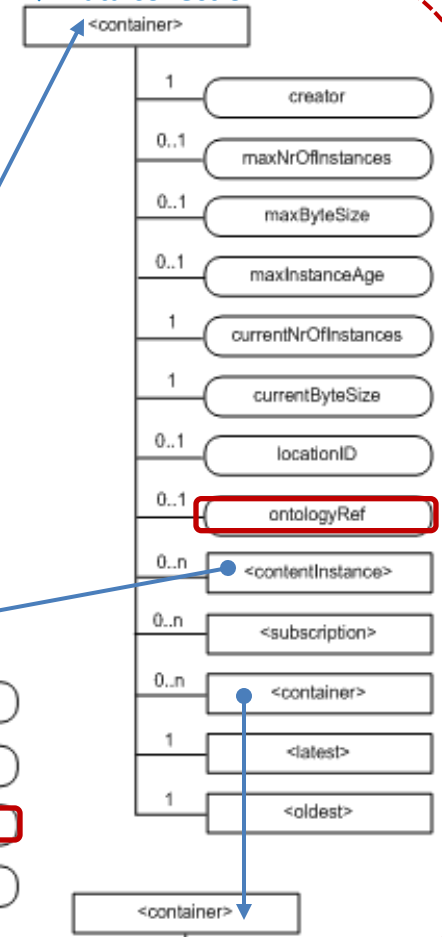 <container>
1
creator
0..1
maxNrOfInstances
0..1
maxByteSize
0..1
maxInstanceAge
1
currentNrOfInstances
1
currentByteSize
0..1
locationID
0..1
ontologyRef
0..n
<contentInstance>
0..n
<subscription>
0..n
<container>
1
<latest>
1
<oldest>
<container>